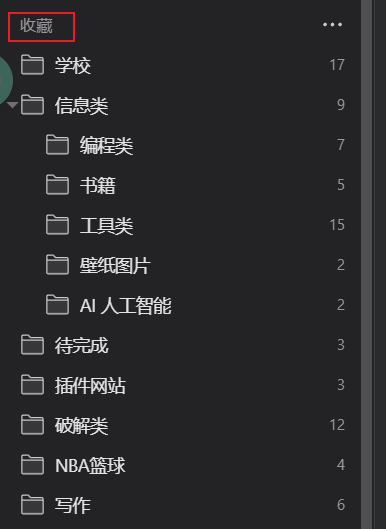 收藏 ...
学校 17
信息类 9
编程类 7
书籍 5
工具类 15
壁纸图片 2
AI 人工智能 2
待完成 3
插件网站 3
破解类 12
NBA篮球 4
写作 6